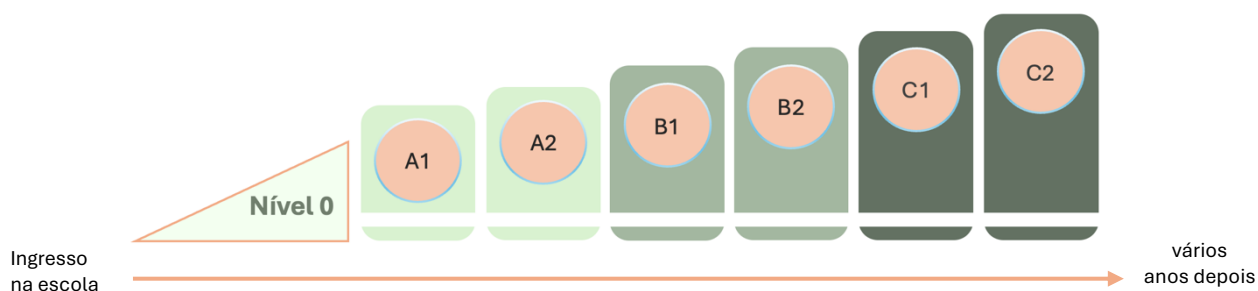 C2
C1
B2
B1
A2
A1
Nível 0
Ingresso
na escola
vários
anos depois